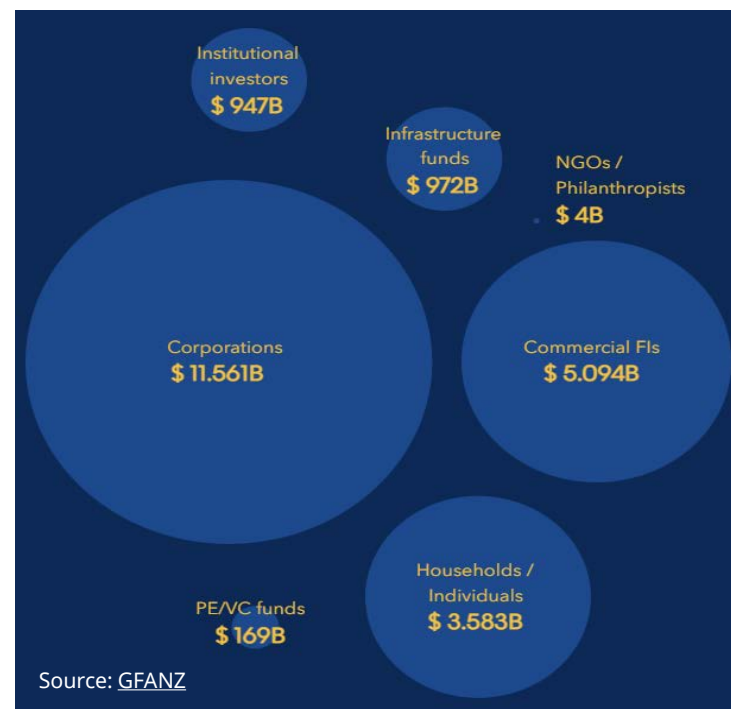 Institutional
investors
$ 947B
Infrastructure
funds
$ 972B
NGOs /
Philanthropists
$ 4B
Corporations
$ 11.561B
Commercial FIs
$ 5.094B
Households /
Individuals
$ 3.583B
PE/VC funds
$ 169B
Source: GFANZ